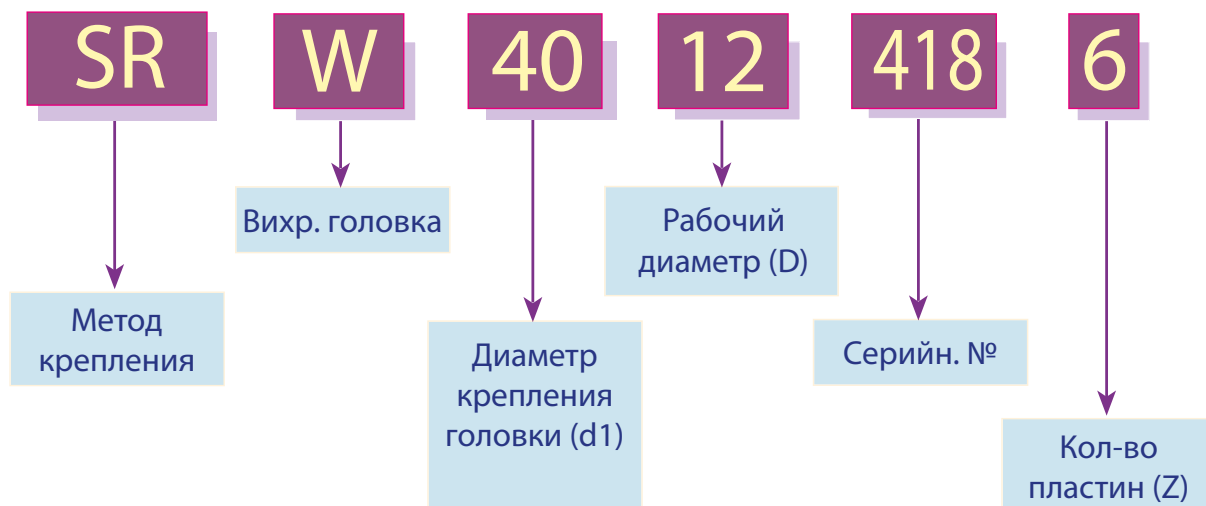 SR W 40 12 418 6
Вихр. головка
Рабочий
диаметр (D)
Метод
крепления
Диаметр
крепления
головки (d1)
Серийн. №
Кол-во
пластин (Z)